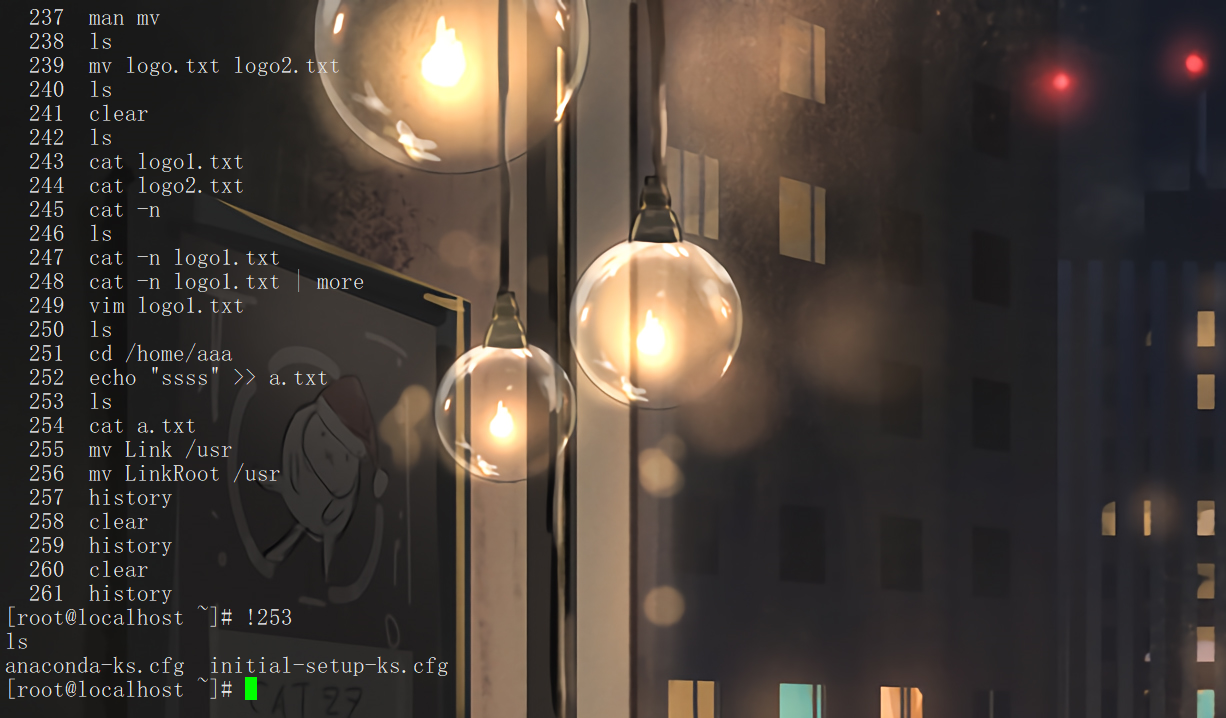 237 man mv
238 ls
239 mv logo.txt logo2.txt
240 ls
241 clear
242 ls
243 cat logo1.txt
244 cat logo2.txt
245 cat -n
246 ls
247 cat -n logo1.txt
248 cat -n logo1.txt | more
249 vim logo1.txt
250 ls
251 cd /home/aaa
252 echo "ssss" >> a.txt
253 ls
254 cat a.txt
255 mv Link /usr
256 mv LinkRoot /usr
257 history
258 clear
259 history
260 clear
261 history
[root@localhost ~]# !253
ls
anaconda-ks.cfg  initial-setup-ks.cfg
[root@localhost ~]#